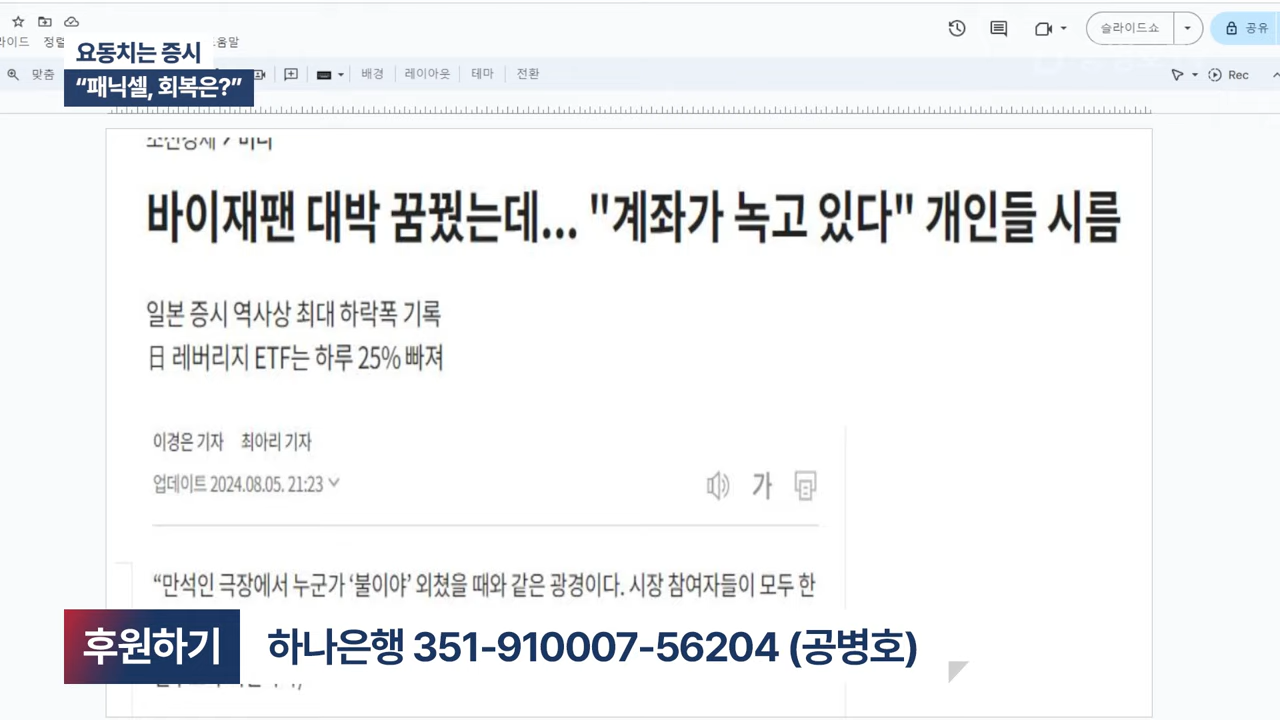 라이드
정렬
움말
요동치는 증시
“패닉셀, 회복은?”
슬라이드쇼
공유
맞춤
배경
레이아웃
테마
전환
Rec
바이재팬 대박 꿈꿨는데... "계좌가 녹고 있다" 개인들 시름
일본 증시 역사상 최대 하락폭 기록
日 레버리지 ETF는 하루 25% 빠져
이경은 기자 최아리 기자
업데이트 2024.08.05. 21:23
가
“만석인 극장에서 누군가 ‘불이야’ 외쳤을 때와 같은 광경이다. 시장 참여자들이 모두 한
후원하기
하나은행 351-910007-56204 (공병호)